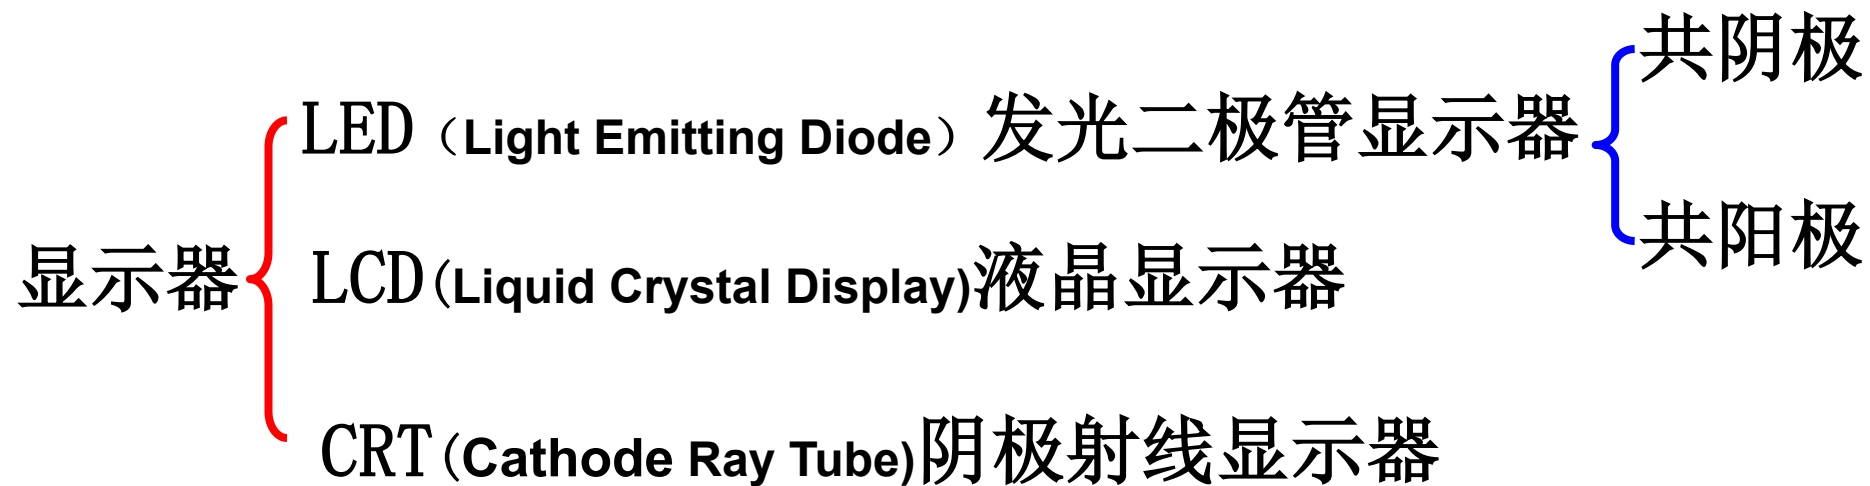 共阴极
LED（Light Emitting Diode）发光二极管显示器
共阳极
显示器
LCD(Liquid Crystal Display)液晶显示器
CRT(Cathode Ray Tube)阴极射线显示器